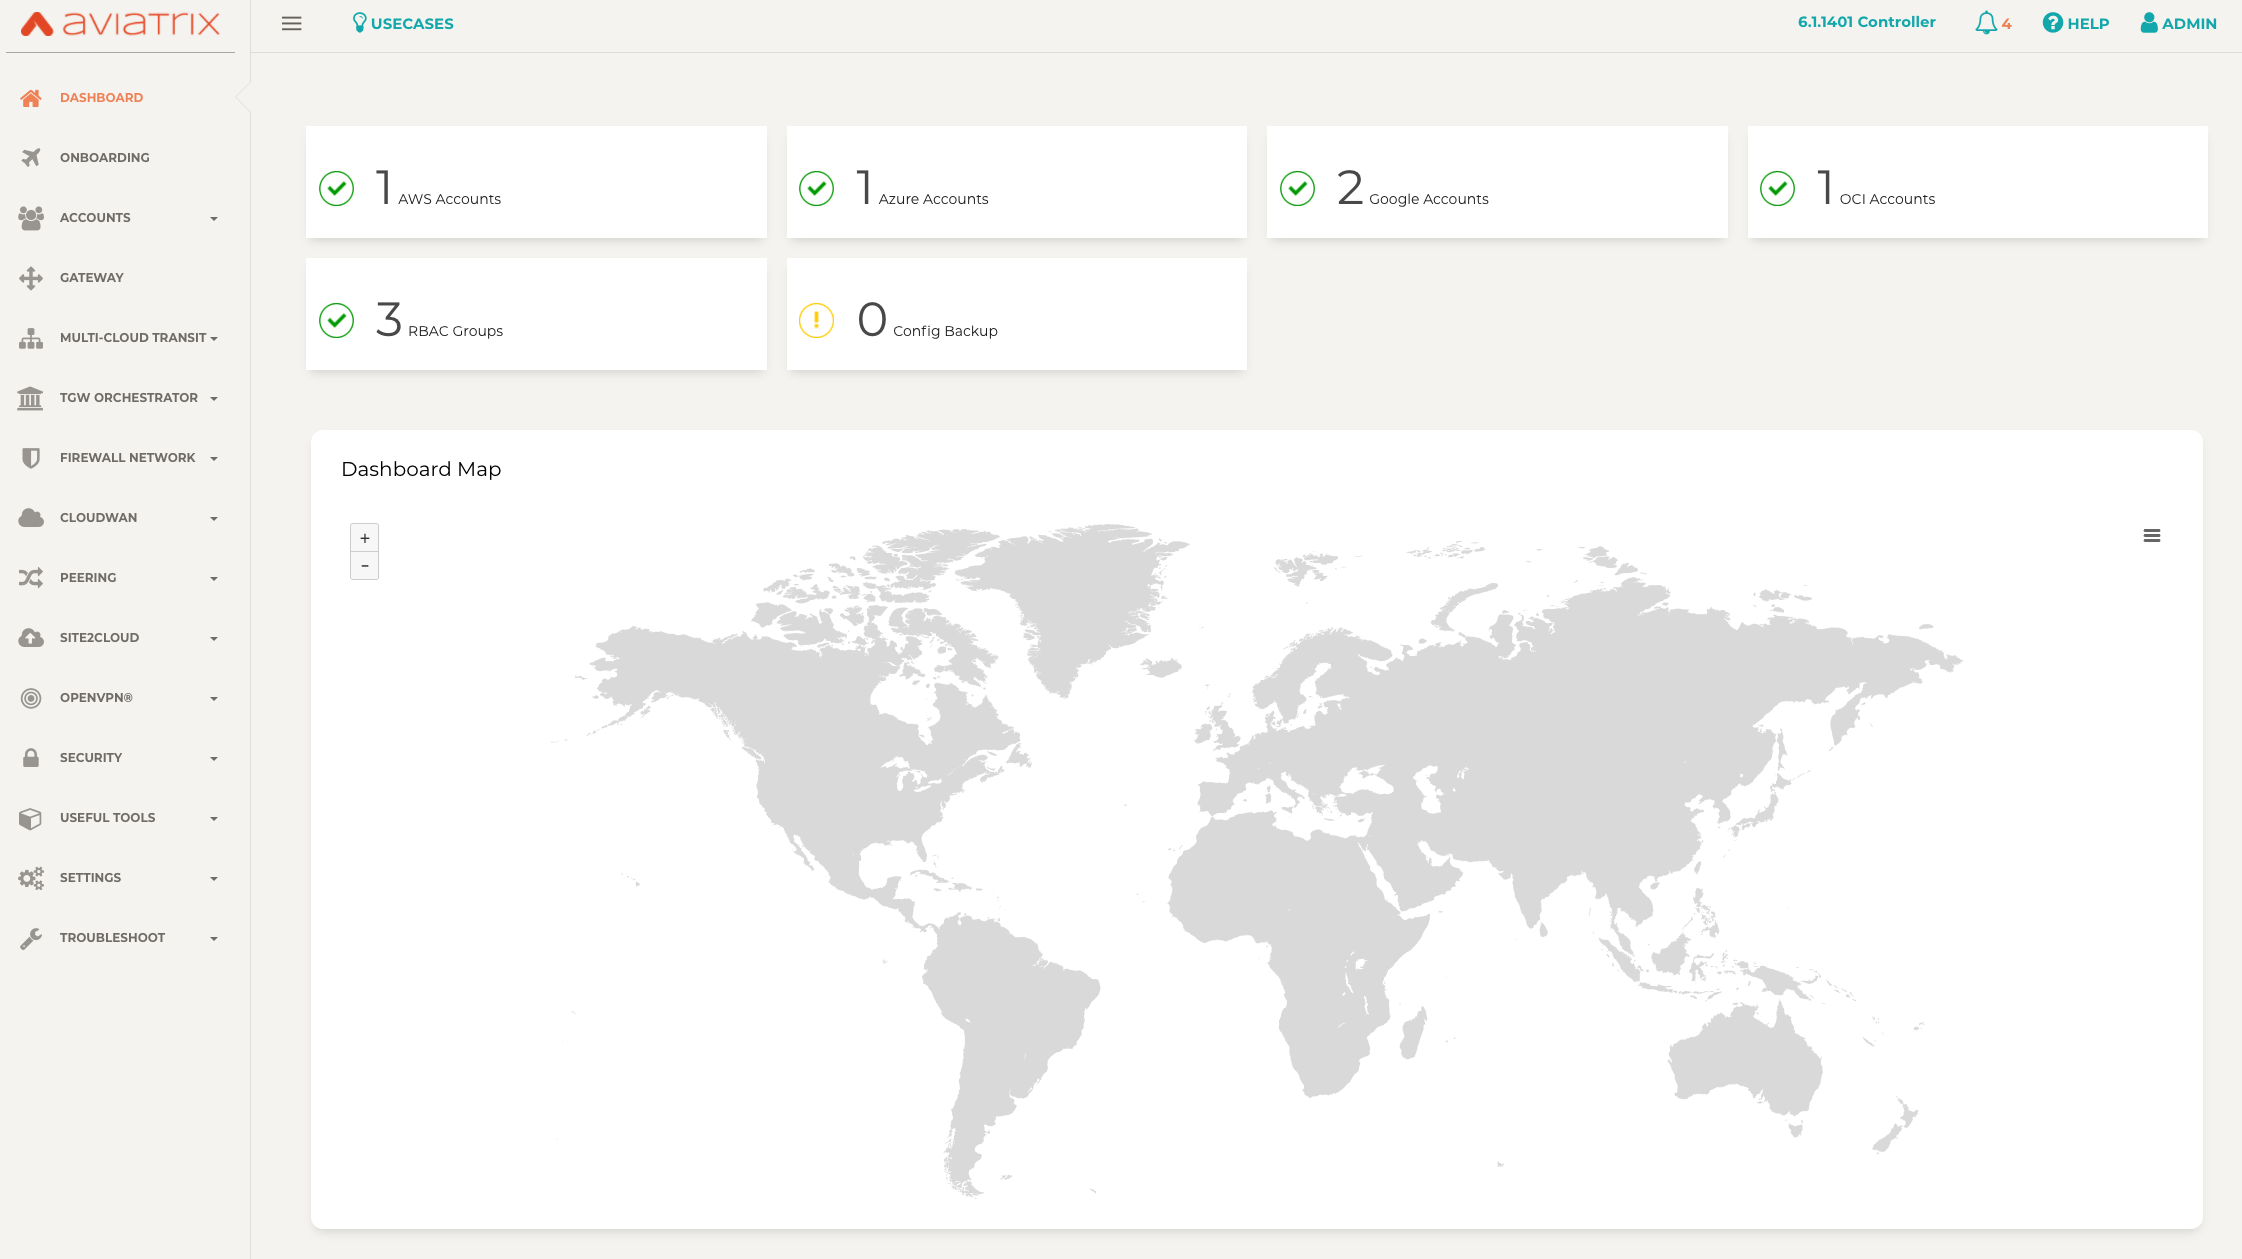 aviatrix
USECASES
6.1.1401 Controller
4
HELP
ADMIN
DASHBOARD
ONBOARDING
ACCOUNTS
GATEWAY
MULTI-CLOUD TRANSIT
TGW ORCHESTRATOR
FIREWALL NETWORK
CLOUDWAN
PEERING
SITE2CLOUD
OPENVPN®
SECURITY
USEFUL TOOLS
SETTINGS
TROUBLESHOOT
1 AWS Accounts
1 Azure Accounts
2 Google Accounts
1 OCI Accounts
3 RBAC Groups
0 Config Backup
Dashboard Map
+
-